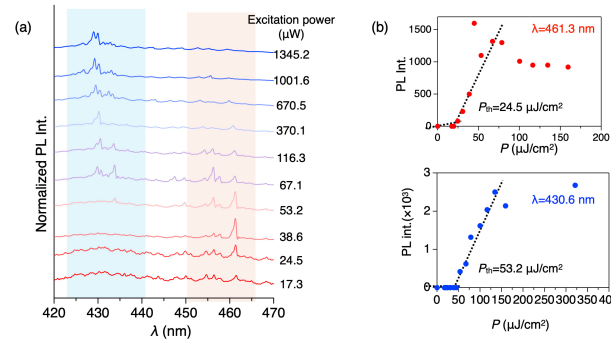 (a)
Excitation power
(μW)
1345.2
1001.6
670.5
370.1
116.3
67.1
53.2
38.6
24.5
17.3
Normalized PL Int.
420 430 440 450 460 470
λ (nm)
(b)
λ=461.3 nm
1500
1000
500
0
PL Int.
Pth=24.5 μJ/cm²
0 50 100 150 200
P (μJ/cm²)
λ=430.6 nm
3
2
1
0
PL Int.(×10³)
Pth=53.2 μJ/cm²
0 50 100 150 200 250 300 350 40
P (μJ/cm²)